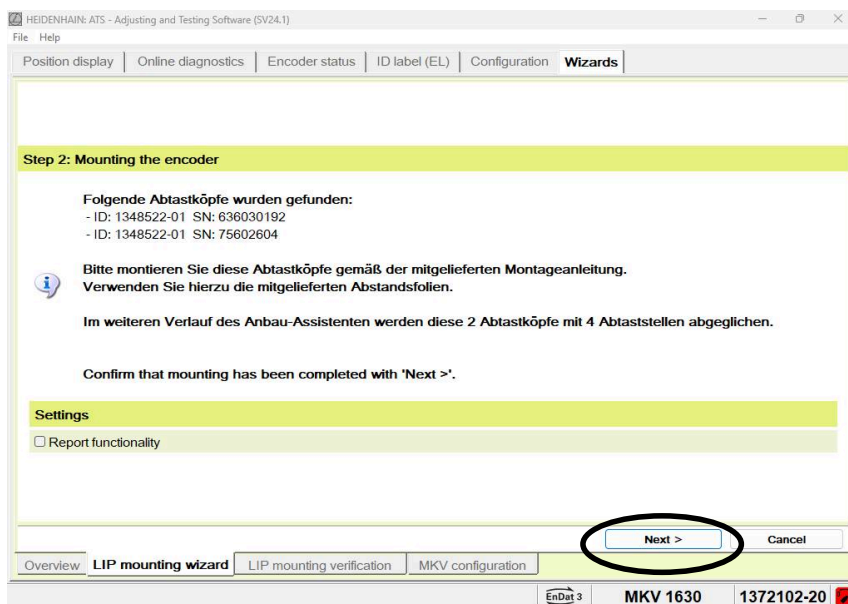 HEIDENHAIN: ATS - Adjusting and Testing Software (SV24.1)
File Help
Position display Online diagnostics Encoder status ID label (EL) Configuration Wizards
Step 2: Mounting the encoder
Folgende Abtastköpfe wurden gefunden:
- ID: 1348522-01 SN: 636030192
- ID: 1348522-01 SN: 75602604
Bitte montieren Sie diese Abtastköpfe gemäß der mitgelieferten Montageanleitung.
Verwenden Sie hierzu die mitgelieferten Abstandsfolien.
Im weiteren Verlauf des Anbau-Assistenten werden diese 2 Abtastköpfe mit 4 Abtaststellen abgeglichen.
Confirm that mounting has been completed with 'Next >'.
Settings
Report functionality
Next > Cancel
Overview LIP mounting wizard LIP mounting verification MKV configuration
EnDat 3 MKV 1630 1372102-20